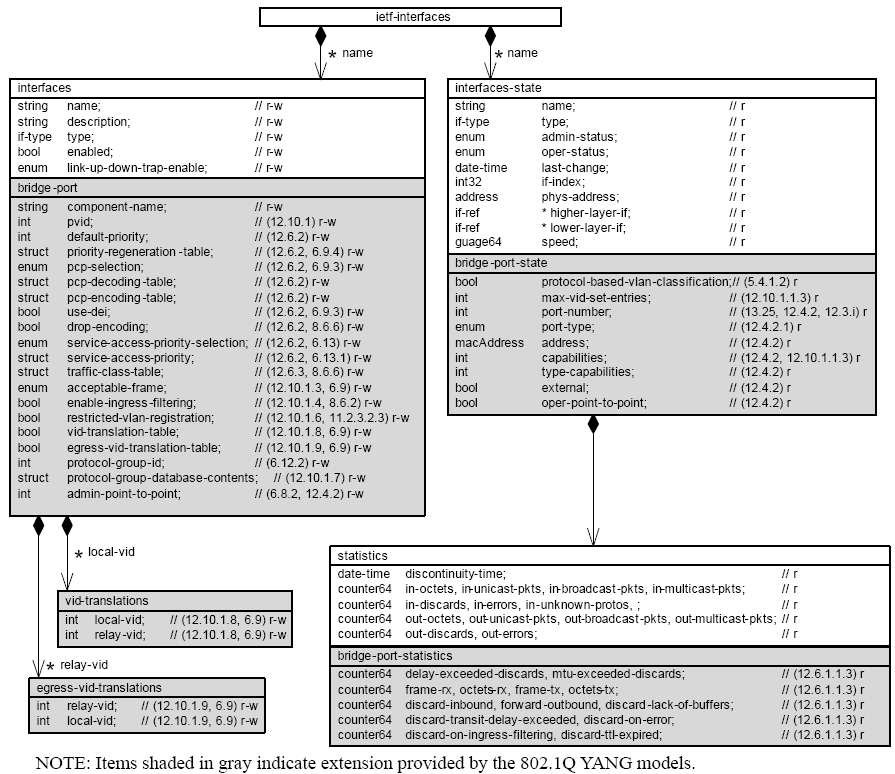 ietf-interfaces
* name
* name
interfaces
string name; // r-w
string description; // r-w
if-type type; // r-w
bool enabled; // r-w
enum link-up-down-trap-enable; // r-w
bridge-port
string component-name; // r-w
int pvid; // (12.10.1) r-w
int default-priority; // (12.6.2) r-w
struct priority-regeneration-table; // (12.6.2, 6.9.4) r-w
enum pcp-selection; // (12.6.2, 6.9.3) r-w
struct pcp-decoding-table; // (12.6.2) r-w
struct pcp-encoding-table; // (12.6.2) r-w
bool use-dei; // (12.6.2, 6.9.3) r-w
bool drop-encoding; // (12.6.2, 8.6.6) r-w
enum service-access-priority-selection; // (12.6.2, 6.13) r-w
struct service-access-priority; // (12.6.2, 6.13.1) r-w
struct traffic-class-table; // (12.6.3, 8.6.6) r-w
enum acceptable-frame; // (12.10.1.3, 6.9) r-w
bool enable-ingress-filtering; // (12.10.1.4, 8.6.2) r-w
bool restricted-vlan-registration; // (12.10.1.6, 11.2.3.2.3) r-w
bool vid-translation-table; // (12.10.1.8, 6.9) r-w
bool egress-vid-translation-table; // (12.10.1.9, 6.9) r-w
int protocol-group-id; // (6.12.2) r-w
struct protocol-group-database-contents; // (12.10.1.7) r-w
int admin-point-to-point; // (6.8.2, 12.4.2) r-w
interfaces-state
string name; // r
if-type type; // r
enum admin-status; // r
enum oper-status; // r
date-time last-change; // r
int32 if-index; // r
address phys-address; // r
if-ref * higher-layer-if; // r
if-ref * lower-layer-if; // r
guage64 speed; // r
bridge-port-state
bool protocol-based-vlan-classification; // (5.4.1.2) r
int max-vid-set-entries; // (12.10.1.1.3) r
int port-number; // (13.25, 12.4.2, 12.3.i) r
enum port-type; // (12.4.2.1) r
macAddress address; // (12.4.2) r
int capabilities; // (12.4.2, 12.10.1.1.3) r
int type-capabilities; // (12.4.2) r
bool external; // (12.4.2) r
bool oper-point-to-point; // (12.4.2) r
* local-vid
vid-translations
int local-vid; // (12.10.1.8, 6.9) r-w
int relay-vid; // (12.10.1.8, 6.9) r-w
* relay-vid
egress-vid-translations
int relay-vid; // (12.10.1.9, 6.9) r-w
int local-vid; // (12.10.1.9, 6.9) r-w
statistics
date-time discontinuity-time; // r
counter64 in-octets, in-unicast-pkts, in-broadcast-pkts, in-multicast-pkts; // r
counter64 in-discards, in-errors, in-unknown-protos, ; // r
counter64 out-octets, out-unicast-pkts, out-broadcast-pkts, out-multicast-pkts; // r
counter64 out-discards, out-errors; // r
bridge-port-statistics
counter64 delay-exceeded-discards, mtu-exceeded-discards; // (12.6.1.1.3) r
counter64 frame-rx, octets-rx, frame-tx, octets-tx; // (12.6.1.1.3) r
counter64 discard-inbound, forward-outbound, discard-lack-of-buffers; // (12.6.1.1.3) r
counter64 discard-transit-delay-exceeded, discard-on-error; // (12.6.1.1.3) r
counter64 discard-on-ingress-filtering, discard-ttl-expired; // (12.6.1.1.3) r
NOTE: Items shaded in gray indicate extension provided by the 802.1Q YANG models.